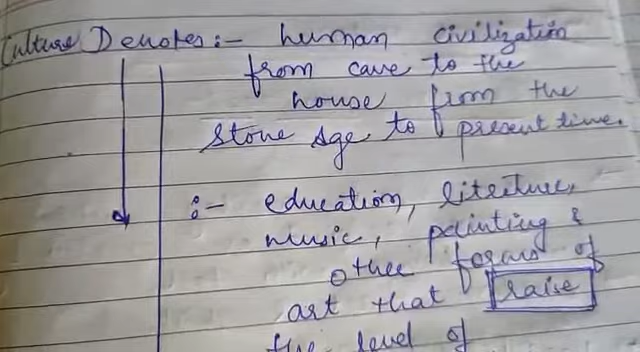 Culture Denotes :- human civilization
from cave to the
house from the
stone age to present time.
:- education, litreture,
music, painting &
other forms of
art that raise
the level of